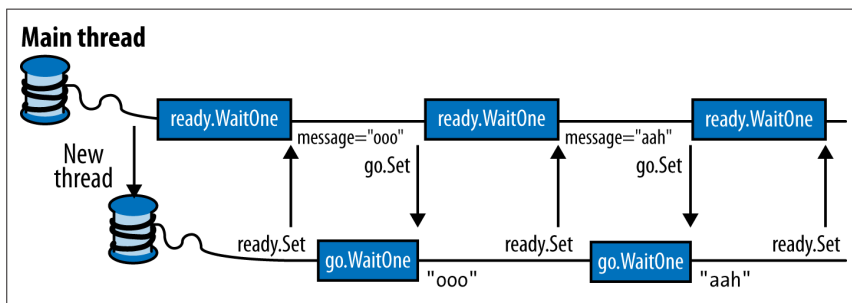 Main thread
ready.WaitOne
ready.WaitOne
ready.WaitOne
message="ooo"
message="aah"
go.Set
go.Set
New
thread
ready.Set
ready.Set
ready.Set
go.WaitOne
go.WaitOne
"ooo"
"aah"